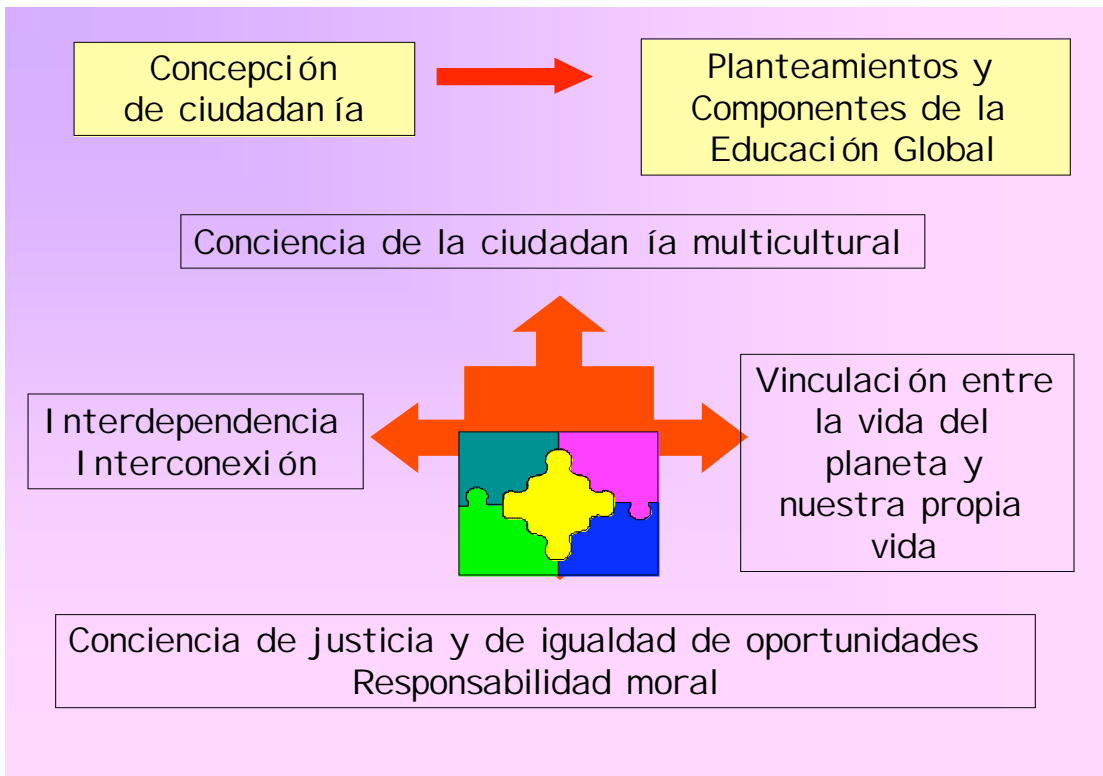 Concepción
de ciudadanía
Planteamientos y
Componentes de la
Educación Global
Conciencia de la ciudadanía multicultural
Interdependencia
Interconexión
Vinculación entre
la vida del
planeta y
nuestra propia
vida
Conciencia de justicia y de igualdad de oportunidades
Responsabilidad moral